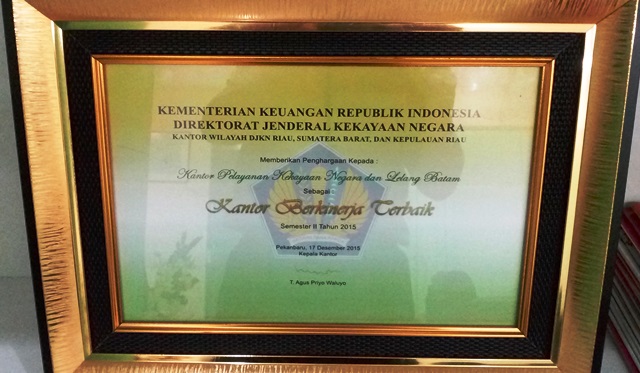 KEMENTERIAN KEUANGAN REPUBLIK INDONESIA
DIREKTORAT JENDERAL KEKAYAAN NEGARA
KANTOR WILAYAH DJKN RIAU, SUMATERA BARAT, DAN KEPULAUAN RIAU
Memberikan Penghargaan Kepada :
Kantor Pelayanan Kekayaan Negara dan Lelang Batam
Sebagai :
Kantor Berkinerja Terbaik
Semester II Tahun 2015
Pekanbaru, 17 Desember 2015
Kepala Kantor
T. Agus Priyo Waluyo